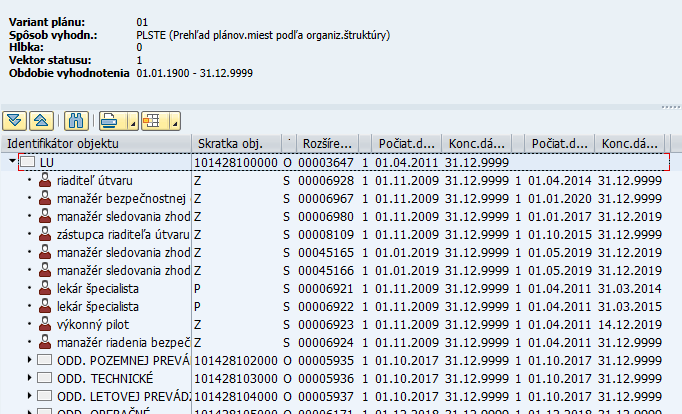 Variant plánu: 01
Spôsob vyhodn.: PLSTE (Prehľad plánov.miest podľa organiz.štruktúry)
Hĺbka: 0
Vektor statusu: 1
Obdobie vyhodnotenia 01.01.1900 - 31.12.9999
Identifikátor objektu Skratka obj. Rozšíre... Počiat.d... Konc.dá... Počiat.d... Konc.dá...
LU 101428100000 O 00003647 1 01.04.2011 31.12.9999
riaditeľ útvaru Z S 00006928 1 01.11.2009 31.12.9999 1 01.04.2014 31.12.9999
manažér bezpečnostnej Z S 00006967 1 01.11.2009 31.12.9999 1 01.01.2020 31.12.9999
manažér sledovania zhod Z S 00006980 1 01.11.2009 31.12.9999 1 01.01.2017 31.12.2019
zástupca riaditeľa útvaru Z S 00008109 1 01.11.2009 31.12.9999 1 01.10.2015 31.12.9999
manažér sledovania zhod Z S 00045165 1 01.01.2019 31.12.9999 1 01.05.2019 31.12.2019
manažér sledovania zhod Z S 00045166 1 01.01.2019 31.12.9999 1 01.05.2019 31.12.2019
lekár špecialista P S 00006921 1 01.11.2009 31.12.9999 1 01.04.2011 31.03.2014
lekár špecialista P S 00006922 1 01.11.2009 31.12.9999 1 01.04.2011 31.03.2015
výkonný pilot Z S 00006923 1 01.11.2009 31.12.9999 1 01.04.2011 14.12.2019
manažér riadenia bezpeč Z S 00006924 1 01.11.2009 31.12.9999 1 01.04.2011 31.12.9999
ODD. POZEMNEJ PREVÁ 101428102000 O 00005935 1 01.10.2017 31.12.9999 1 01.10.2017 31.12.9999
ODD. TECHNICKÉ 101428103000 O 00005936 1 01.10.2017 31.12.9999 1 01.10.2017 31.12.9999
ODD. LETOVEJ PREVÁDZ 101428104000 O 00005937 1 01.10.2017 31.12.9999 1 01.10.2017 31.12.9999
ODD. OPERAČNÉ 101428105000 O 00006171 1 01.12.2018 31.12.9999 1 01.12.2018 31.12.9999